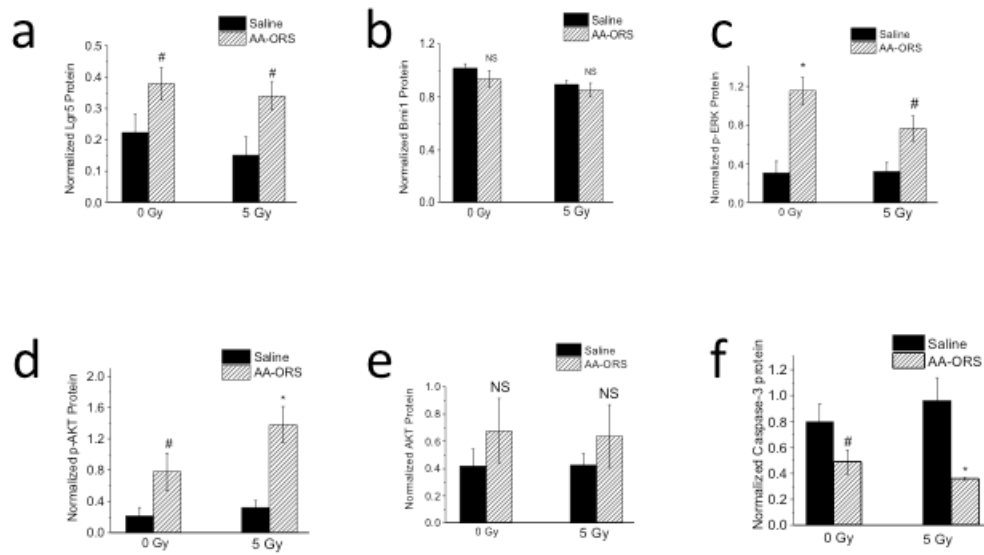 a
Saline
AA-ORS
Normalized Lgr5 Protein
0.5
0.4
0.3
0.2
0.1
0.0
#
#
0 Gy
5 Gy
b
Saline
AA-ORS
Normalized Bmi1 Protein
1.2
0.8
0.4
0.0
NS
NS
0 Gy
5 Gy
c
Saline
AA-ORS
Normalized p-ERK Protein
1.2
0.8
0.4
0.0
*
#
0 Gy
5 Gy
d
Saline
AA-ORS
Normalized p-AKT Protein
2.0
1.6
1.2
0.8
0.4
0.0
#
*
0 Gy
5 Gy
e
Saline
AA-ORS
Normalized AKT Protein
1.0
0.8
0.6
0.4
0.2
0.0
NS
NS
0 Gy
5 Gy
f
Saline
AA-ORS
Normalized Caspase-3 protein
1.2
1.0
0.8
0.6
0.4
0.2
0.0
#
*
0 Gy
5 Gy